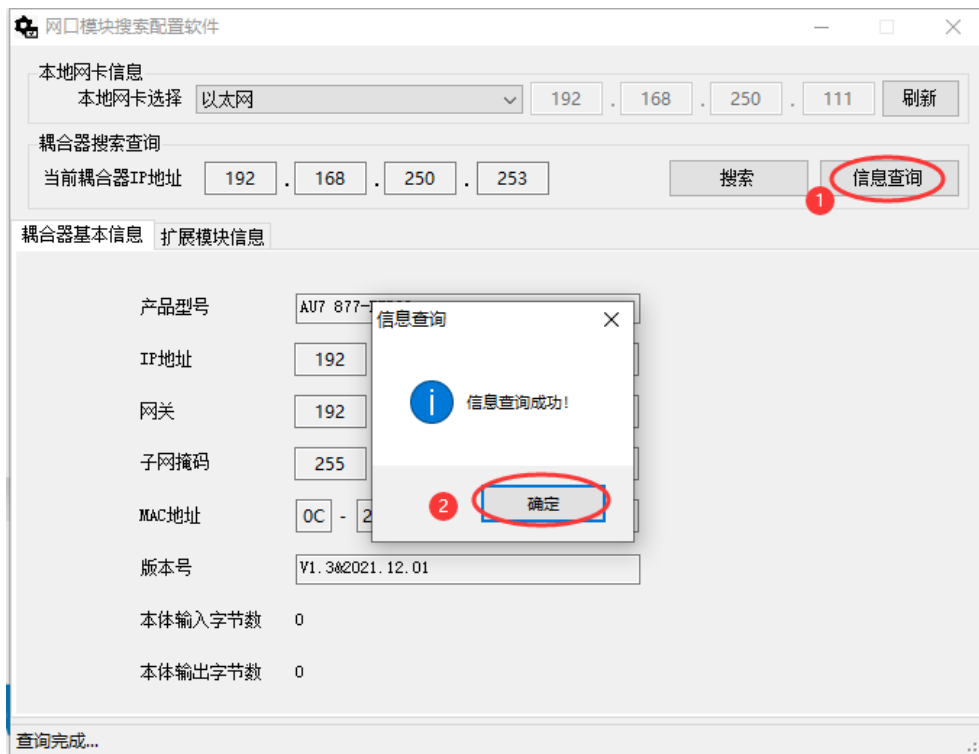 网口模块搜索配置软件
本地网卡信息
本地网卡选择 以太网 192 . 168 . 250 . 111 刷新
耦合器搜索查询
当前耦合器IP地址 192 . 168 . 250 . 253 搜索 信息查询
1
耦合器基本信息 扩展模块信息
产品型号 AU7 877-
信息查询
IP地址 192
信息查询成功!
网关 192
子网掩码 255
2 确定
MAC地址 0C - 2
版本号 V1.3&2021.12.01
本体输入字节数 0
本体输出字节数 0
查询完成...